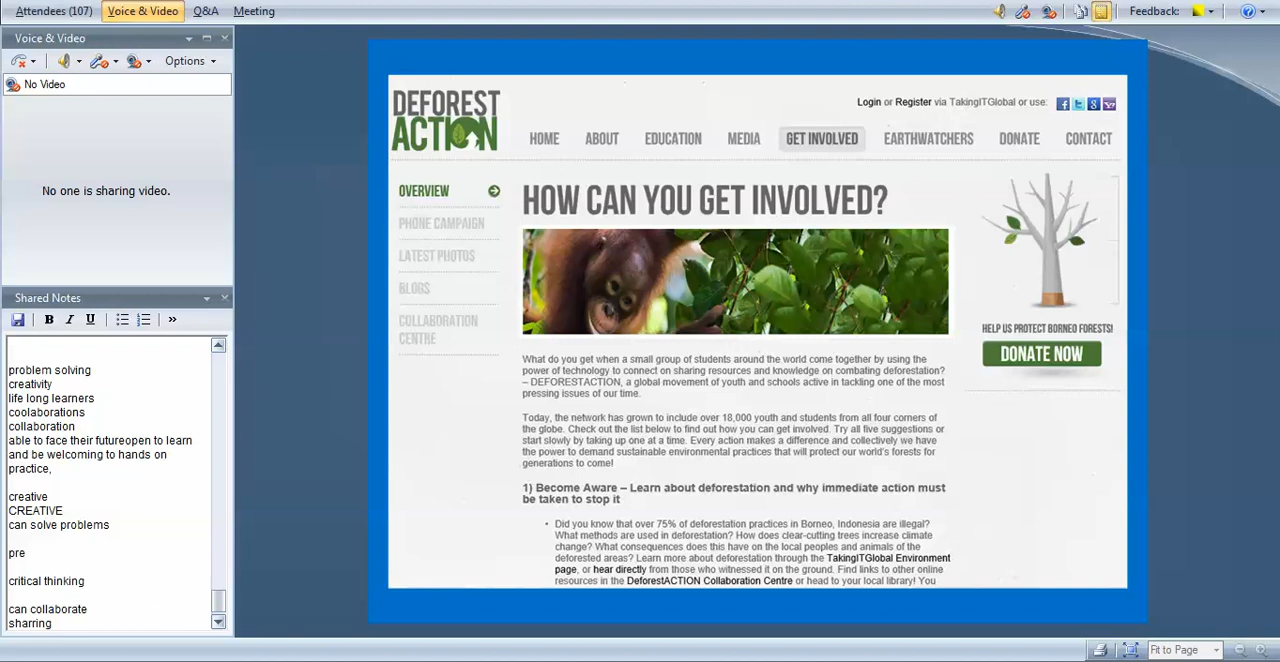 Attendees (107) Voice & Video Q&A Meeting Feedback:
Voice & Video
Options
No Video
No one is sharing video.
Shared Notes
B I U »
problem solving
creativity
life long learners
coolaborations
collaboration
able to face their futureopen to learn
and be welcoming to hands on
practice,
creative
CREATIVE
can solve problems
pre
critical thinking
can collaborate
sharring
DEFOREST
ACTION
Login or Register via TakingITGlobal or use:
HOME ABOUT EDUCATION MEDIA GET INVOLVED EARTHWATCHERS DONATE CONTACT
OVERVIEW
PHONE CAMPAIGN
LATEST PHOTOS
BLOGS
COLLABORATION
CENTRE
HOW CAN YOU GET INVOLVED?
What do you get when a small group of students around the world come together by using the
power of technology to connect on sharing resources and knowledge on combating deforestation?
– DEFORESTACTION, a global movement of youth and schools active in tackling one of the most
pressing issues of our time.
Today, the network has grown to include over 18,000 youth and students from all four corners of
the globe. Check out the list below to find out how you can get involved. Try all five suggestions or
start slowly by taking up one at a time. Every action makes a difference and collectively we have
the power to demand sustainable environmental practices that will protect our world's forests for
generations to come!
1) Become Aware – Learn about deforestation and why immediate action must
be taken to stop it
• Did you know that over 75% of deforestation practices in Borneo, Indonesia are illegal?
What methods are used in deforestation? How does clear-cutting trees increase climate
change? What consequences does this have on the local peoples and animals of the
deforested areas? Learn more about deforestation through the TakingITGlobal Environment
page, or hear directly from those who witnessed it on the ground. Find links to other online
resources in the DeforestACTION Collaboration Centre or head to your local library! You
HELP US PROTECT BORNEO FORESTS!
DONATE NOW
Fit to Page